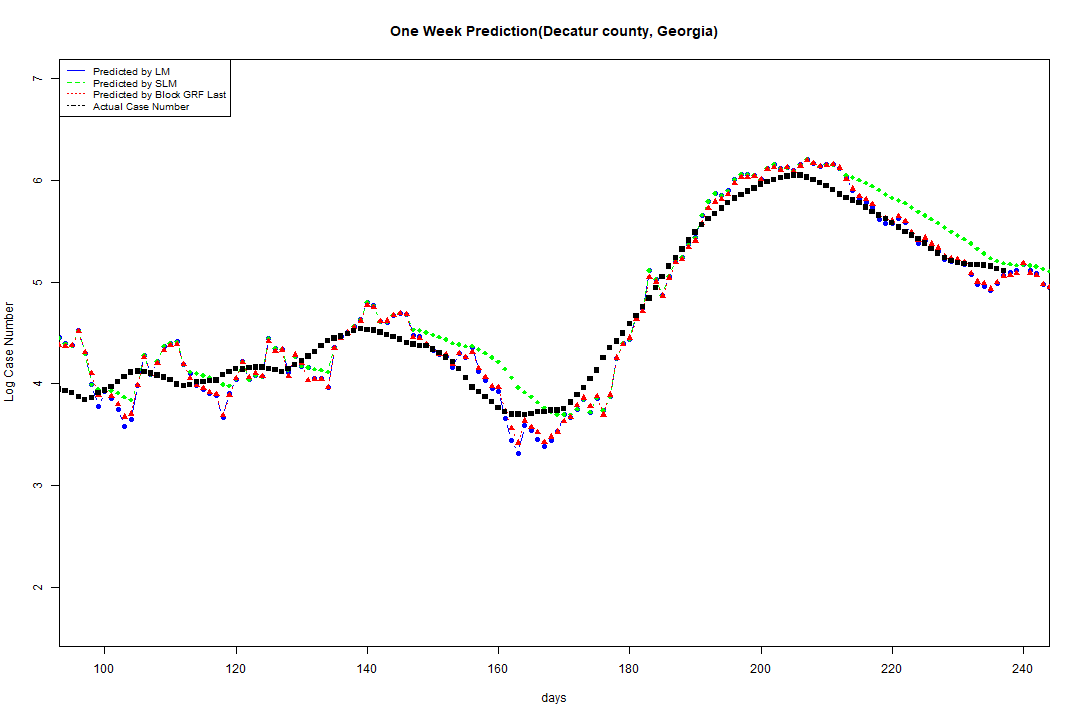 One Week Prediction(Decatur county, Georgia)
Predicted by LM
Predicted by SLM
Predicted by Block GRF Last
Actual Case Number
Log Case Number
7
6
5
4
3
2
100 120 140 160 180 200 220 240
days